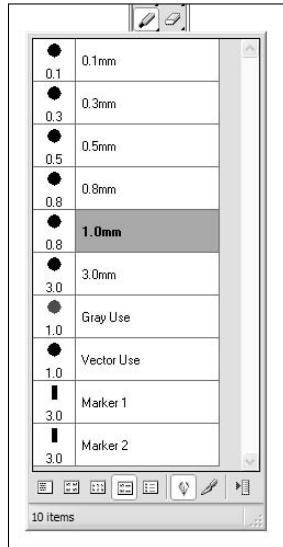 0.1 0.1mm
0.3 0.3mm
0.5 0.5mm
0.8 0.8mm
0.8 1.0mm
3.0 3.0mm
1.0 Gray Use
1.0 Vector Use
3.0 Marker 1
3.0 Marker 2
10 items